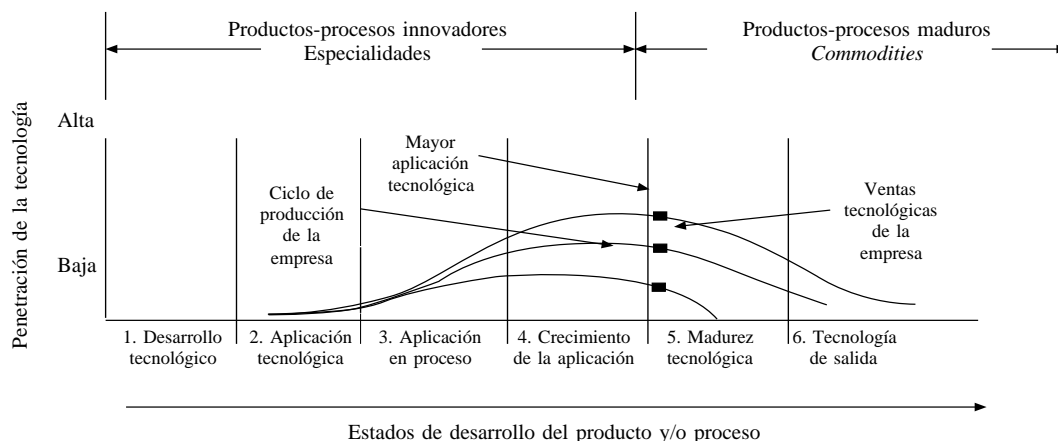 Productos-procesos innovadores
Especialidades
Productos-procesos maduros
Commodities
Penetración de la tecnología
Alta
Baja
Mayor
aplicación
tecnológica
Ciclo de
producción
de la
empresa
Ventas
tecnológicas
de la
empresa
1. Desarrollo
tecnológico
2. Aplicación
tecnológica
3. Aplicación
en proceso
4. Crecimiento
de la aplicación
5. Madurez
tecnológica
6. Tecnología
de salida
Estados de desarrollo del producto y/o proceso